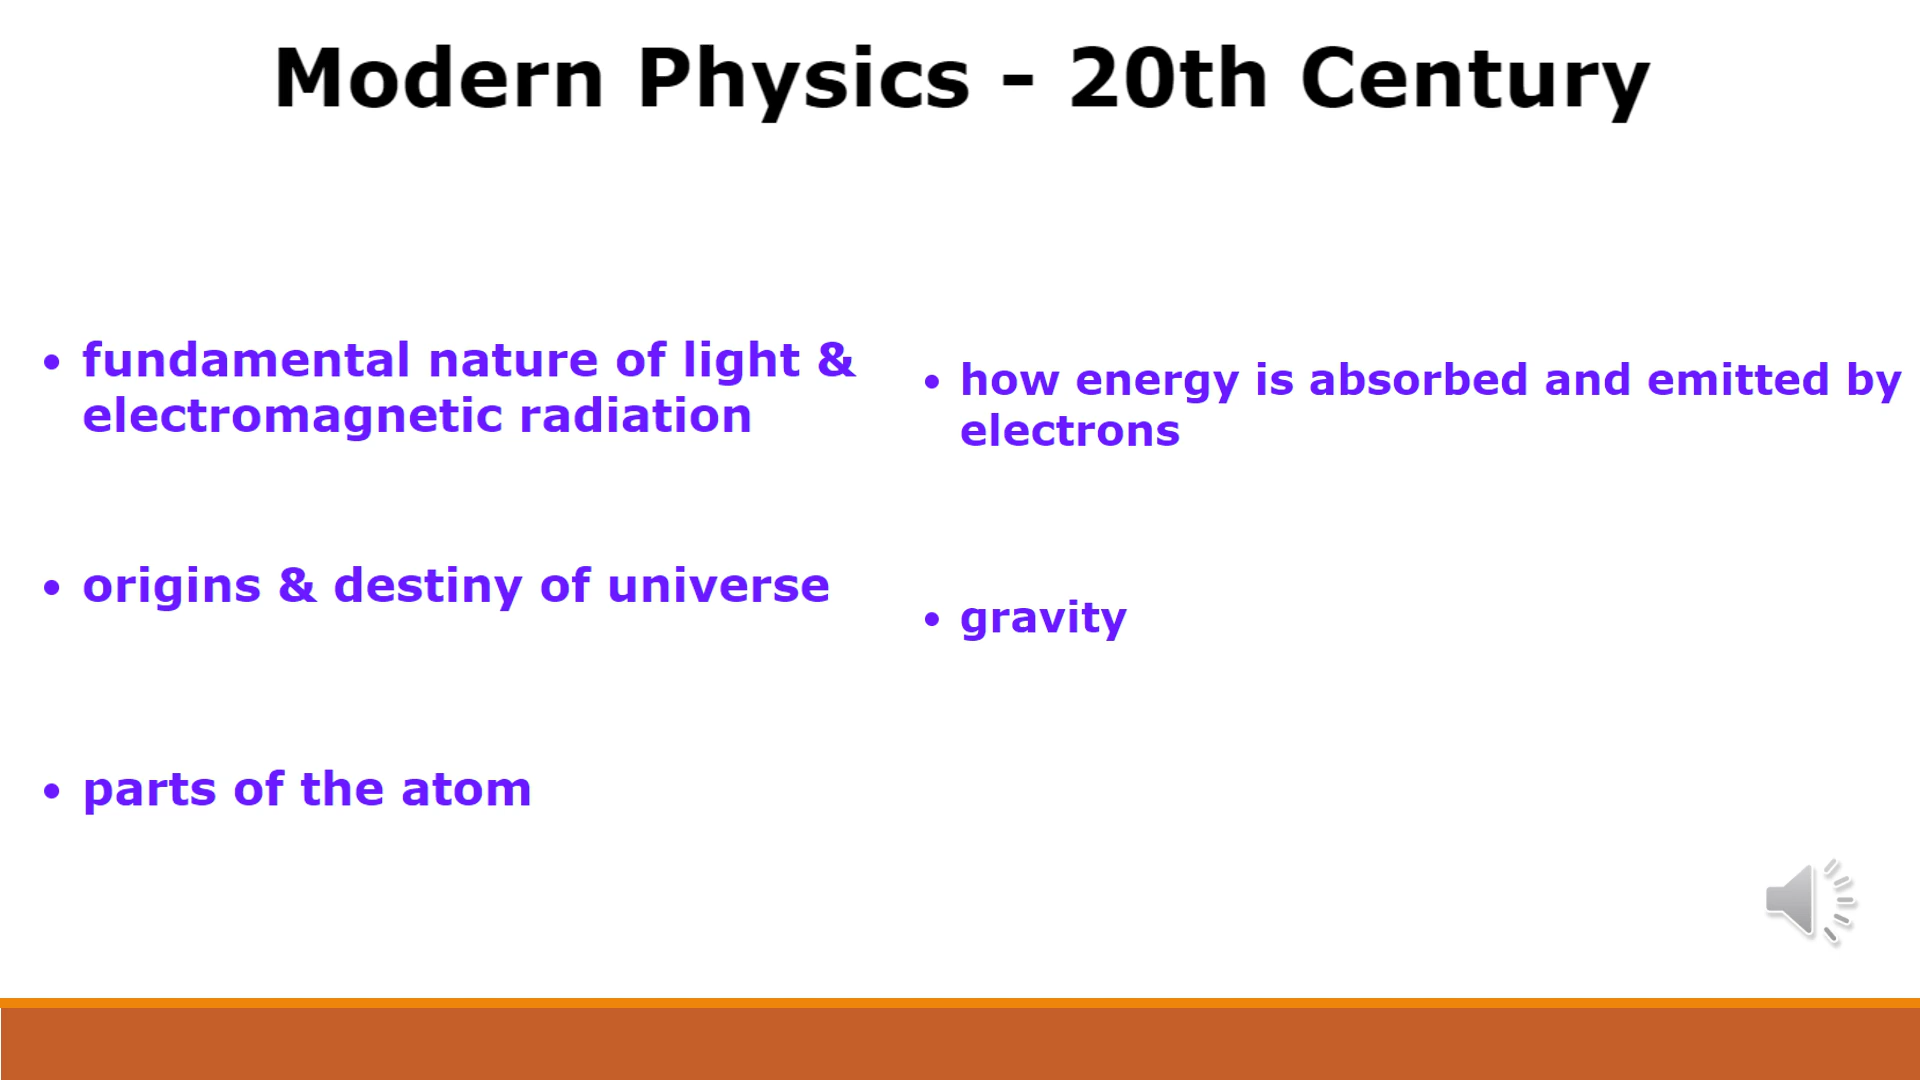 Modern Physics - 20th Century
• fundamental nature of light &
electromagnetic radiation
• origins & destiny of universe
• parts of the atom
• how energy is absorbed and emitted by
electrons
• gravity